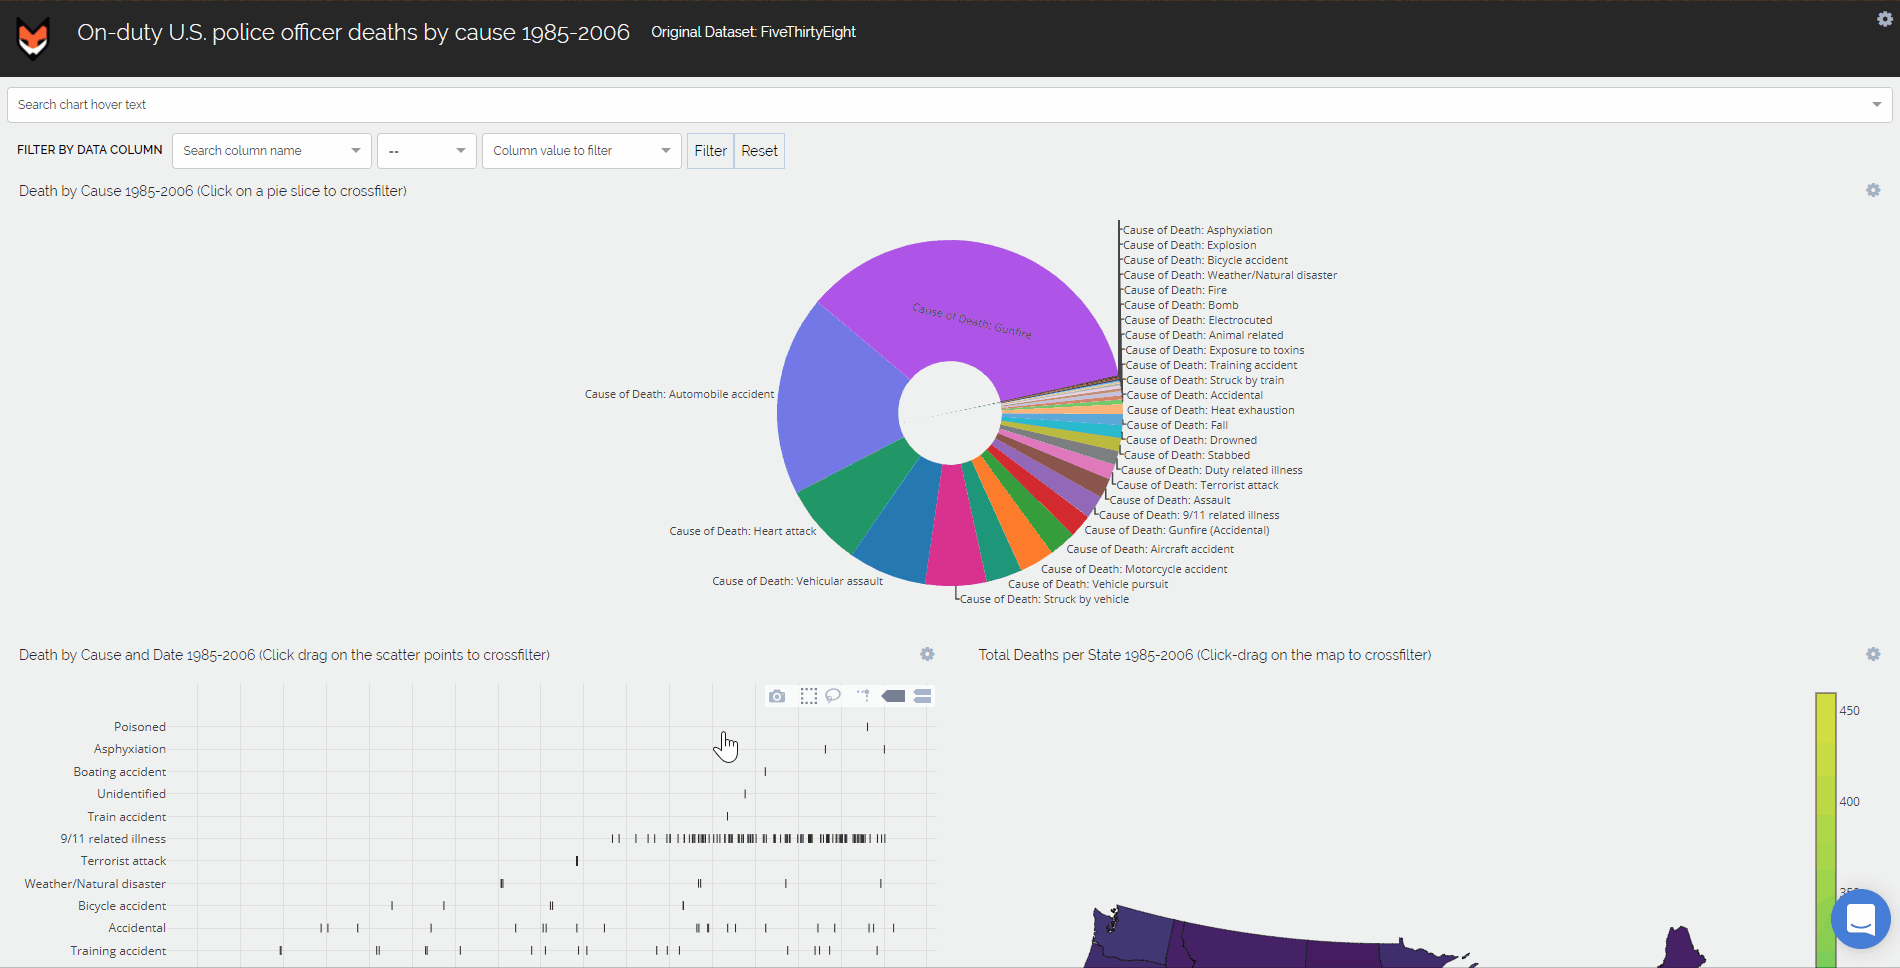 On-duty U.S. police officer deaths by cause 1985-2006 Original Dataset: FiveThirtyEight
Search chart hover text
FILTER BY DATA COLUMN Search column name -- Column value to filter Filter Reset
Death by Cause 1985-2006 (Click on a pie slice to crossfilter)
Cause of Death: Asphyxiation
Cause of Death: Explosion
Cause of Death: Bicycle accident
Cause of Death: Weather/Natural disaster
Cause of Death: Fire
Cause of Death: Bomb
Cause of Death: Electrocuted
Cause of Death: Animal related
Cause of Death: Exposure to toxins
Cause of Death: Training accident
Cause of Death: Struck by train
Cause of Death: Accidental
Cause of Death: Heat exhaustion
Cause of Death: Fall
Cause of Death: Drowned
Cause of Death: Stabbed
Cause of Death: Duty related illness
Cause of Death: Terrorist attack
Cause of Death: Assault
Cause of Death: 9/11 related illness
Cause of Death: Gunfire (Accidental)
Cause of Death: Aircraft accident
Cause of Death: Motorcycle accident
Cause of Death: Vehicle pursuit
Cause of Death: Struck by vehicle
Cause of Death: Vehicular assault
Cause of Death: Heart attack
Cause of Death: Automobile accident
Cause of Death: Gunfire
Death by Cause and Date 1985-2006 (Click drag on the scatter points to crossfilter)
Poisoned
Asphyxiation
Boating accident
Unidentified
Train accident
9/11 related illness
Terrorist attack
Weather/Natural disaster
Bicycle accident
Accidental
Training accident
Total Deaths per State 1985-2006 (Click-drag on the map to crossfilter)
450
400
350